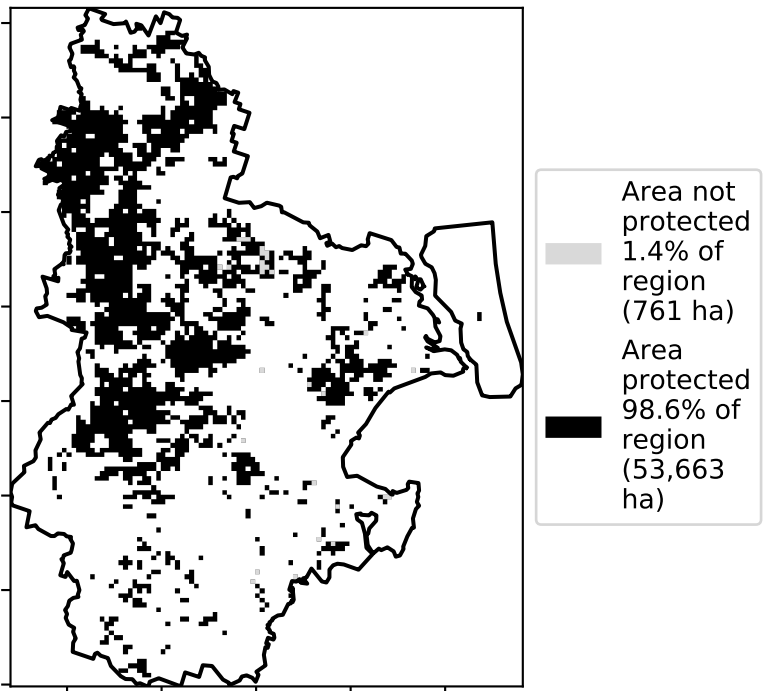 Area not
protected
1.4% of
region
(761 ha)
Area
protected
98.6% of
region
(53,663
ha)